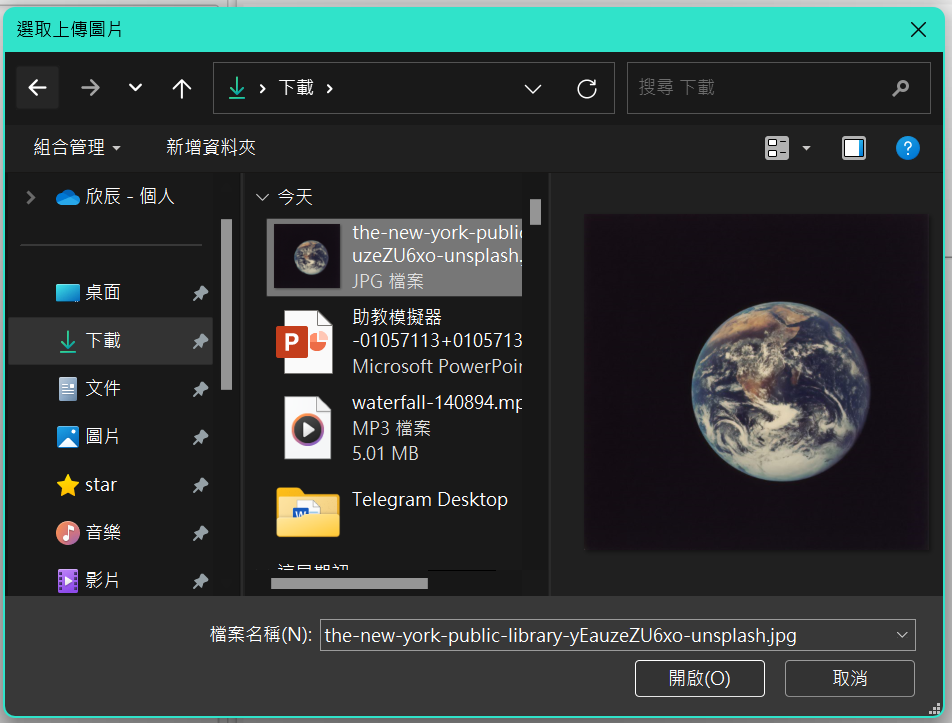 選取上傳圖片
下載
搜尋 下載
組合管理
新增資料夾
?
欣辰 - 個人
桌面
下載
文件
圖片
star
音樂
影片
今天
the-new-york-public
uzeZU6xo-unsplash.
JPG 檔案
P
助教模擬器
-01057113+0105713
Microsoft PowerPoin
waterfall-140894.mp
MP3 檔案
5.01 MB
W
Telegram Desktop
檔案名稱(N):
the-new-york-public-library-yEauzeZU6xo-unsplash.jpg
開啟(O)
取消